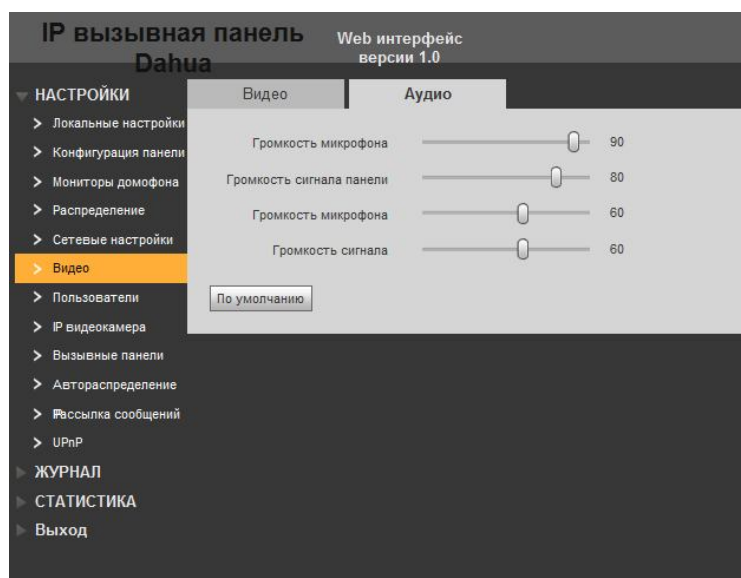 IP вызывная панель
Dahua
Web интерфейс
версии 1.0
НАСТРОЙКИ
Локальные настройки
Конфигурация панели
Мониторы домофона
Распределение
Сетевые настройки
Видео
Пользователи
IP видеокамера
Вызывные панели
Автораспределение
Рассылка сообщений
UPnP
ЖУРНАЛ
СТАТИСТИКА
Выход
Видео
Аудио
Громкость микрофона 90
Громкость сигнала панели 80
Громкость микрофона 60
Громкость сигнала 60
По умолчанию